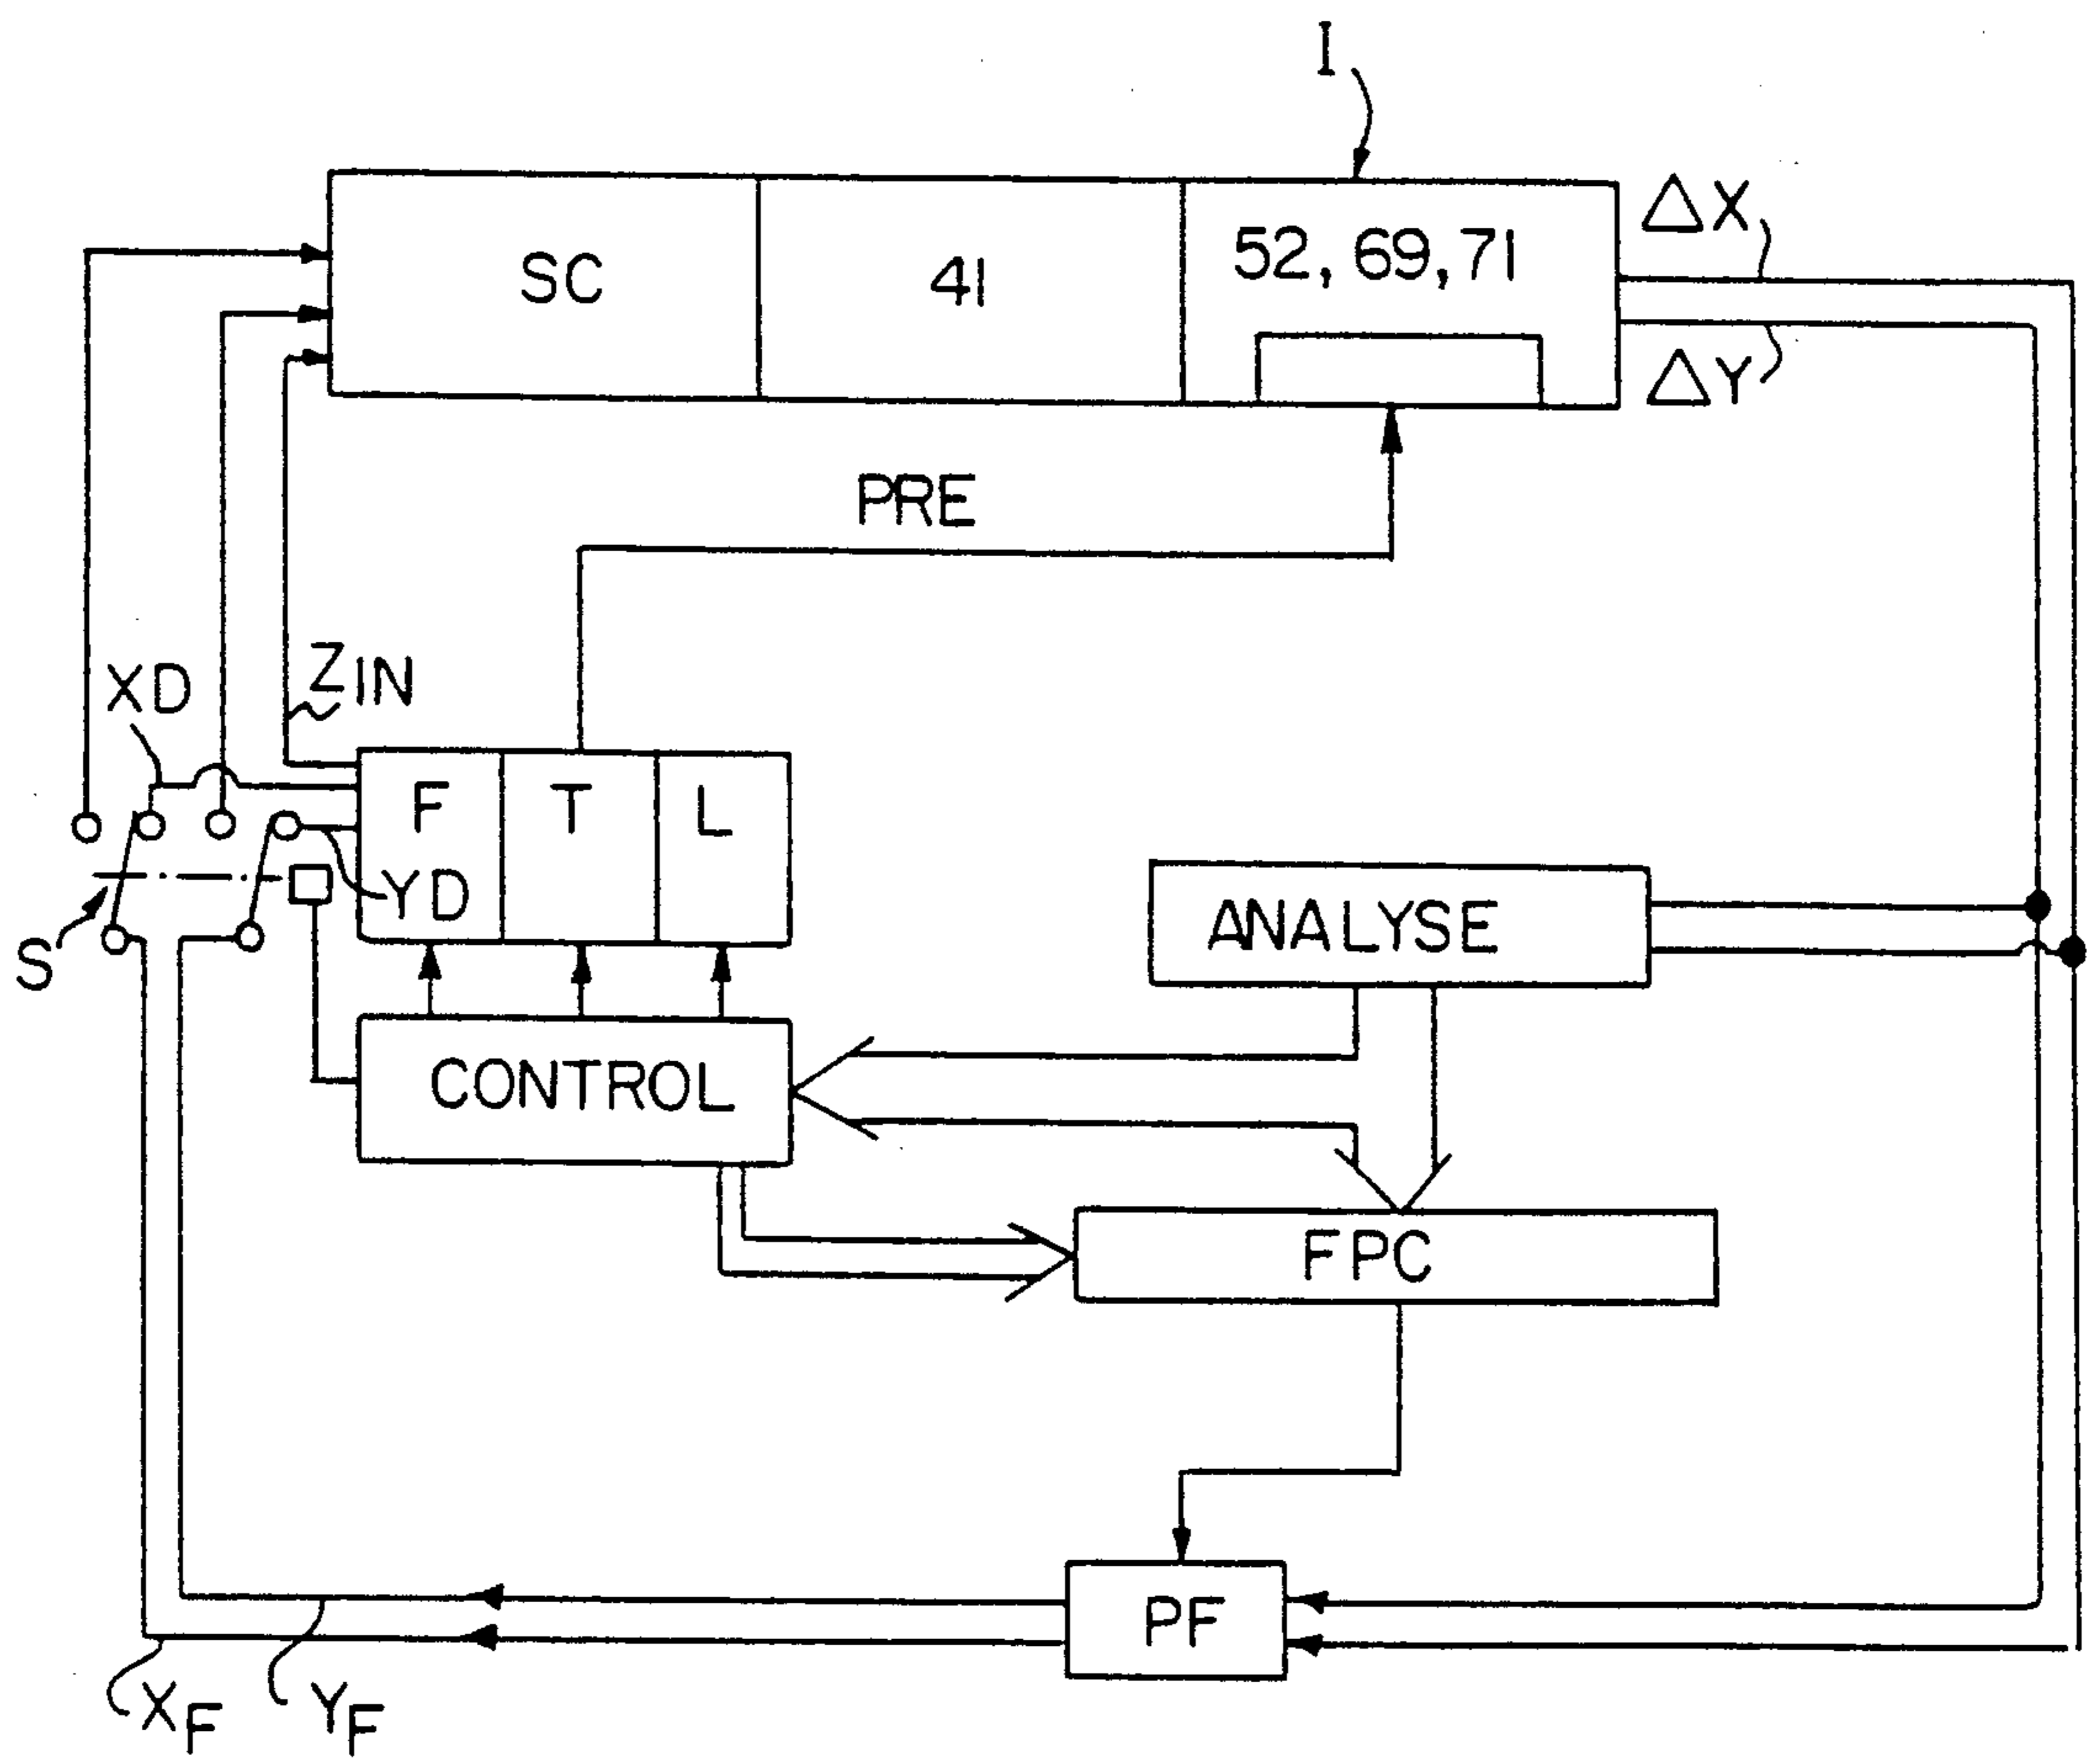 I
ΔX
SC
41
52, 69, 71
ΔY
PRE
ZIN
XD
F
T
L
YD
S
ANALYSE
CONTROL
FPC
PF
XF
YF